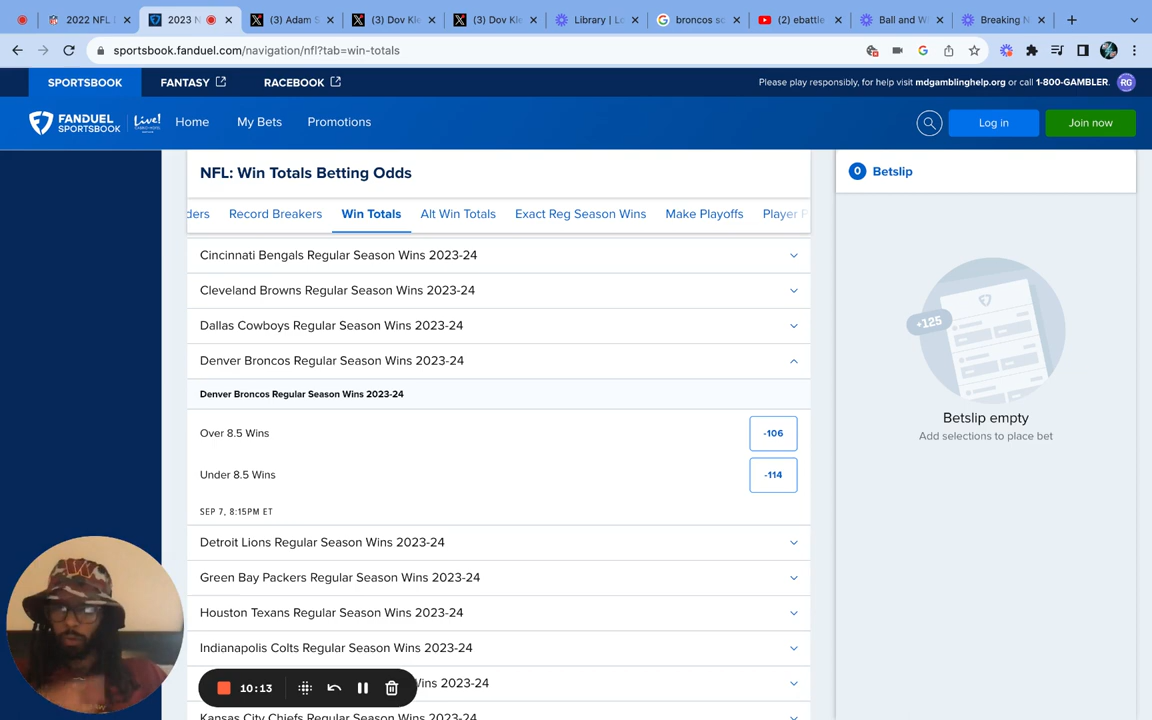 2022 NFL
2023 N
(3) Adam S
(3) Dov Kle
(3) Dov Kle
Library | Lo
broncos sc
(2) ebattle
Ball and W
Breaking N
sportsbook.fanduel.com/navigation/nfl?tab=win-totals
SPORTSBOOK
FANTASY
RACEBOOK
Please play responsively, for help visit mdgamblinghelp.org or call 1-800-GAMBLER.
RG
FANDUEL
SPORTSBOOK
Live!
Home
My Bets
Promotions
Log in
Join now
NFL: Win Totals Betting Odds
ders
Record Breakers
Win Totals
Alt Win Totals
Exact Reg Season Wins
Make Playoffs
Player P
Cincinnati Bengals Regular Season Wins 2023-24
Cleveland Browns Regular Season Wins 2023-24
Dallas Cowboys Regular Season Wins 2023-24
Denver Broncos Regular Season Wins 2023-24
Denver Broncos Regular Season Wins 2023-24
Over 8.5 Wins
-106
Under 8.5 Wins
-114
SEP 7, 8:15PM ET
Detroit Lions Regular Season Wins 2023-24
Green Bay Packers Regular Season Wins 2023-24
Houston Texans Regular Season Wins 2023-24
Indianapolis Colts Regular Season Wins 2023-24
Wins 2023-24
Kansas City Chiefs Regular Season Wins 2023-24
10:13
0 Betslip
+125
Betslip empty
Add selections to place bet